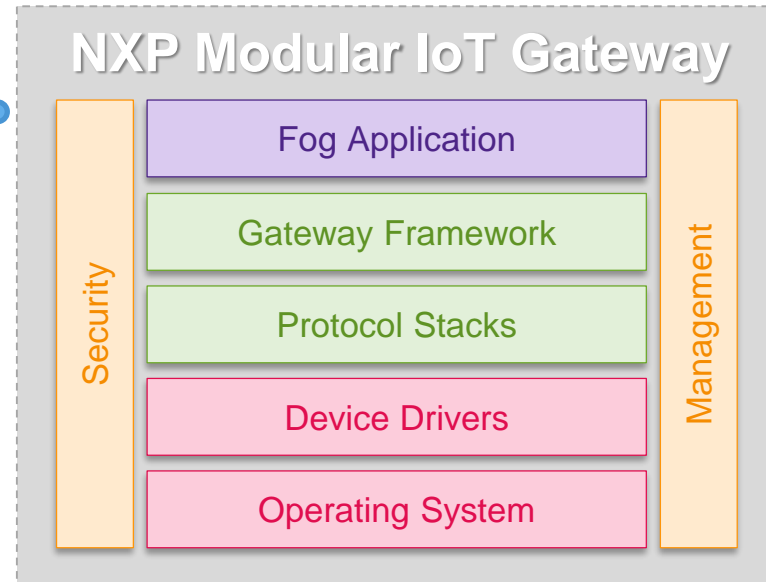 NXP Modular IoT Gateway
Fog Application
Gateway Framework
Protocol Stacks
Device Drivers
Operating System
Security
Management